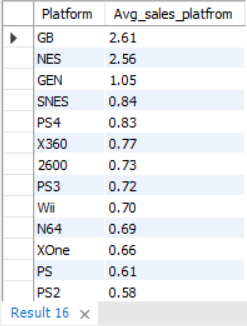 Platform Avg_sales_platfrom
GB 2.61
NES 2.56
GEN 1.05
SNES 0.84
PS4 0.83
X360 0.77
2600 0.73
PS3 0.72
Wii 0.70
N64 0.69
XOne 0.66
PS 0.61
PS2 0.58
Result 16 ×